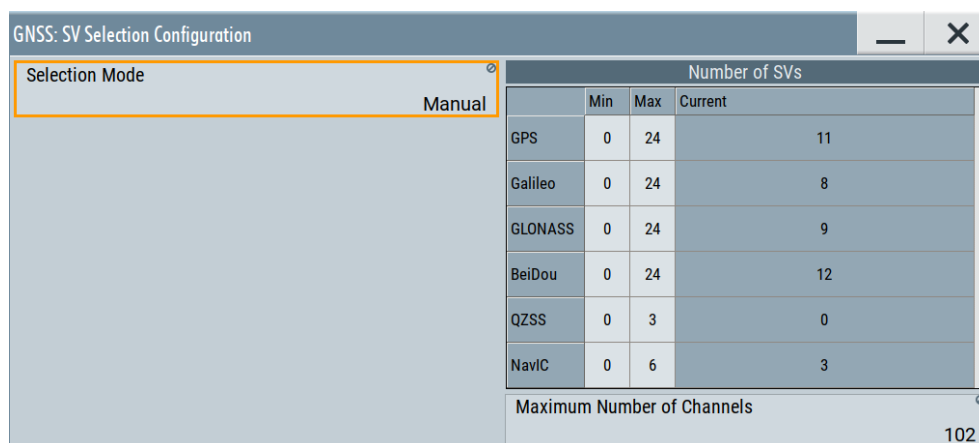 GNSS: SV Selection Configuration
Selection Mode
Manual
Number of SVs
Min Max Current
GPS 0 24 11
Galileo 0 24 8
GLONASS 0 24 9
BeiDou 0 24 12
QZSS 0 3 0
NavIC 0 6 3
Maximum Number of Channels
102